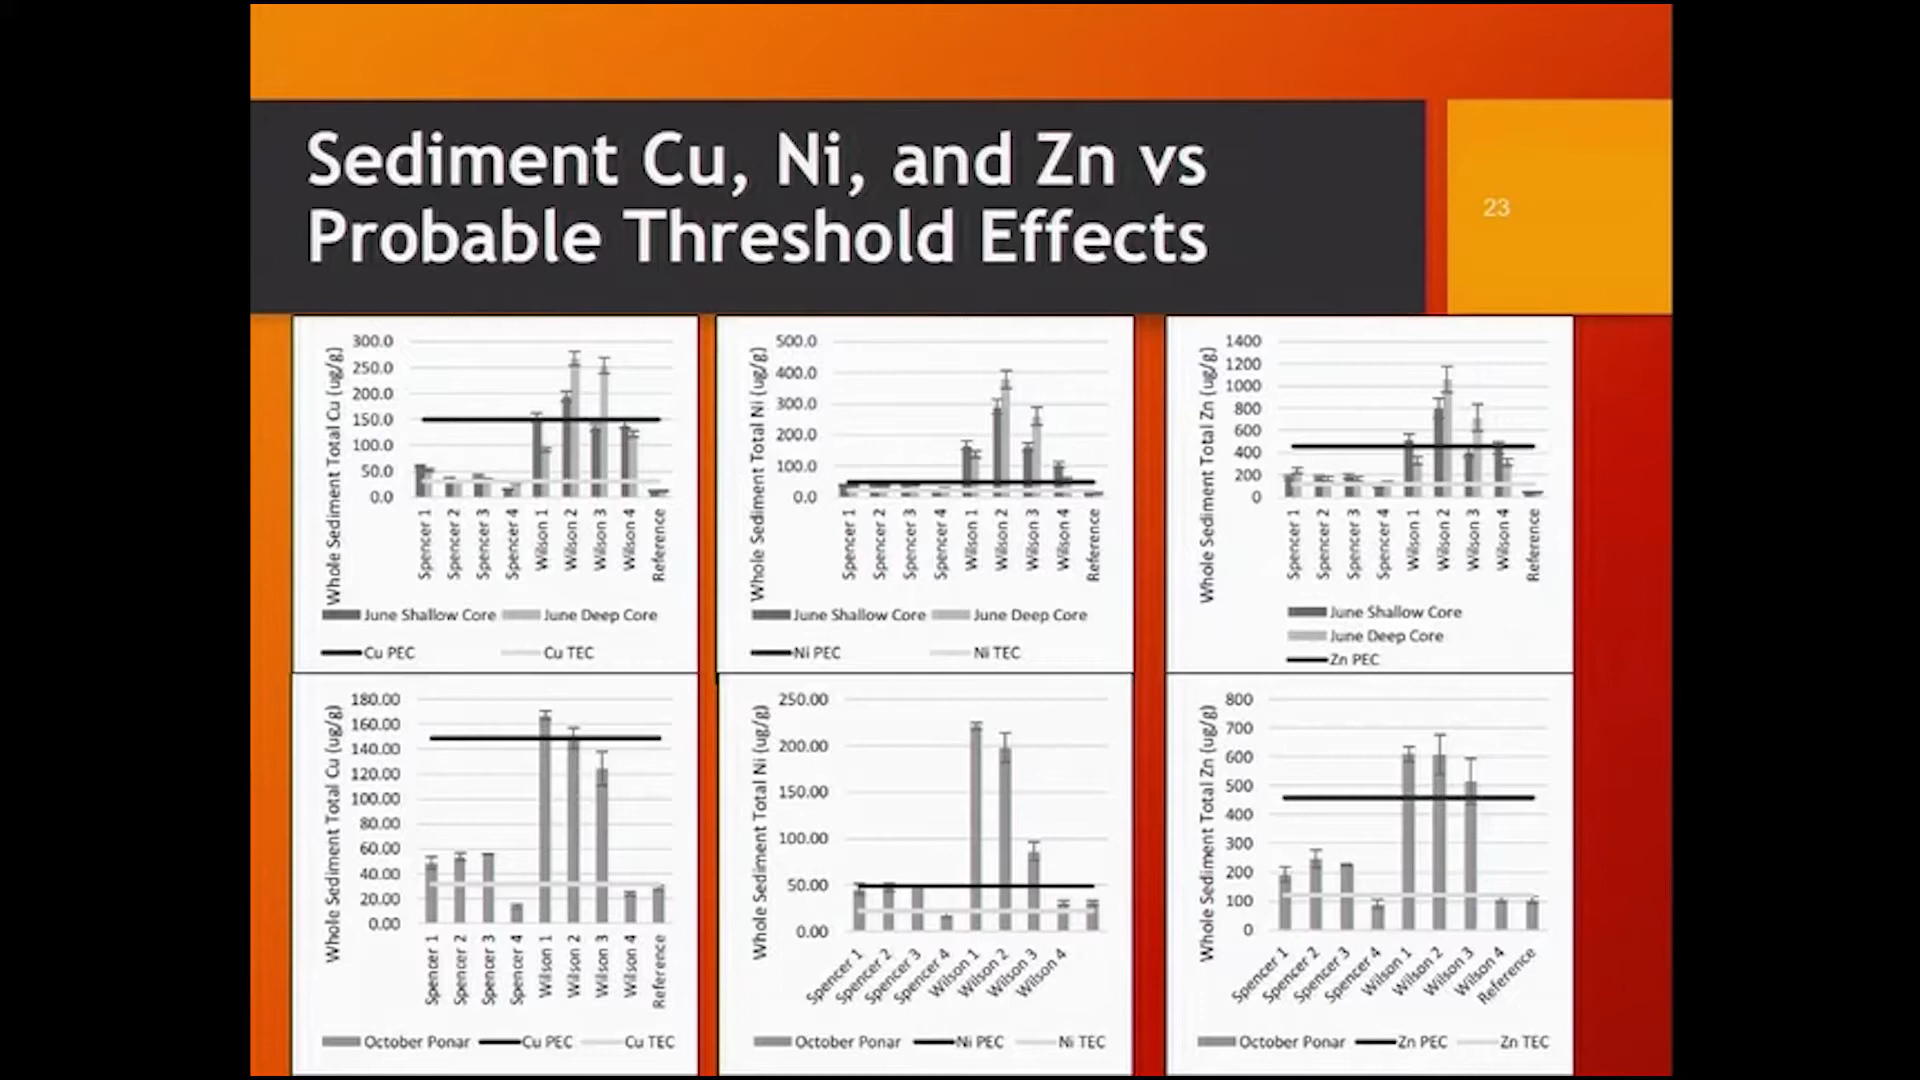 Sediment Cu, Ni, and Zn vs
Probable Threshold Effects
23
Whole Sediment Total Cu (ug/g)
300.0
250.0
200.0
150.0
100.0
50.0
0.0
Spencer 1
Spencer 2
Spencer 3
Spencer 4
Wilson 1
Wilson 2
Wilson 3
Wilson 4
Reference
June Shallow Core June Deep Core
Cu PEC Cu TEC
Whole Sediment Total Ni (ug/g)
500.0
400.0
300.0
200.0
100.0
0.0
Spencer 1
Spencer 2
Spencer 3
Spencer 4
Wilson 1
Wilson 2
Wilson 3
Wilson 4
Reference
June Shallow Core June Deep Core
Ni PEC Ni TEC
Whole Sediment Total Zn (ug/g)
1400
1200
1000
800
600
400
200
0
Spencer 1
Spencer 2
Spencer 3
Spencer 4
Wilson 1
Wilson 2
Wilson 3
Wilson 4
Reference
June Shallow Core
June Deep Core
Zn PEC
Whole Sediment Total Cu (ug/g)
180.00
160.00
140.00
120.00
100.00
80.00
60.00
40.00
20.00
0.00
Spencer 1
Spencer 2
Spencer 3
Spencer 4
Wilson 1
Wilson 2
Wilson 3
Wilson 4
Reference
October Ponar Cu PEC Cu TEC
Whole Sediment Total Ni (ug/g)
250.00
200.00
150.00
100.00
50.00
0.00
Spencer 1
Spencer 2
Spencer 3
Spencer 4
Wilson 1
Wilson 2
Wilson 3
Wilson 4
October Ponar Ni PEC Ni TEC
Whole Sediment Total Zn (ug/g)
800
700
600
500
400
300
200
100
0
Spencer 1
Spencer 2
Spencer 3
Spencer 4
Wilson 1
Wilson 2
Wilson 3
Wilson 4
Reference
October Ponar Zn PEC Zn TEC